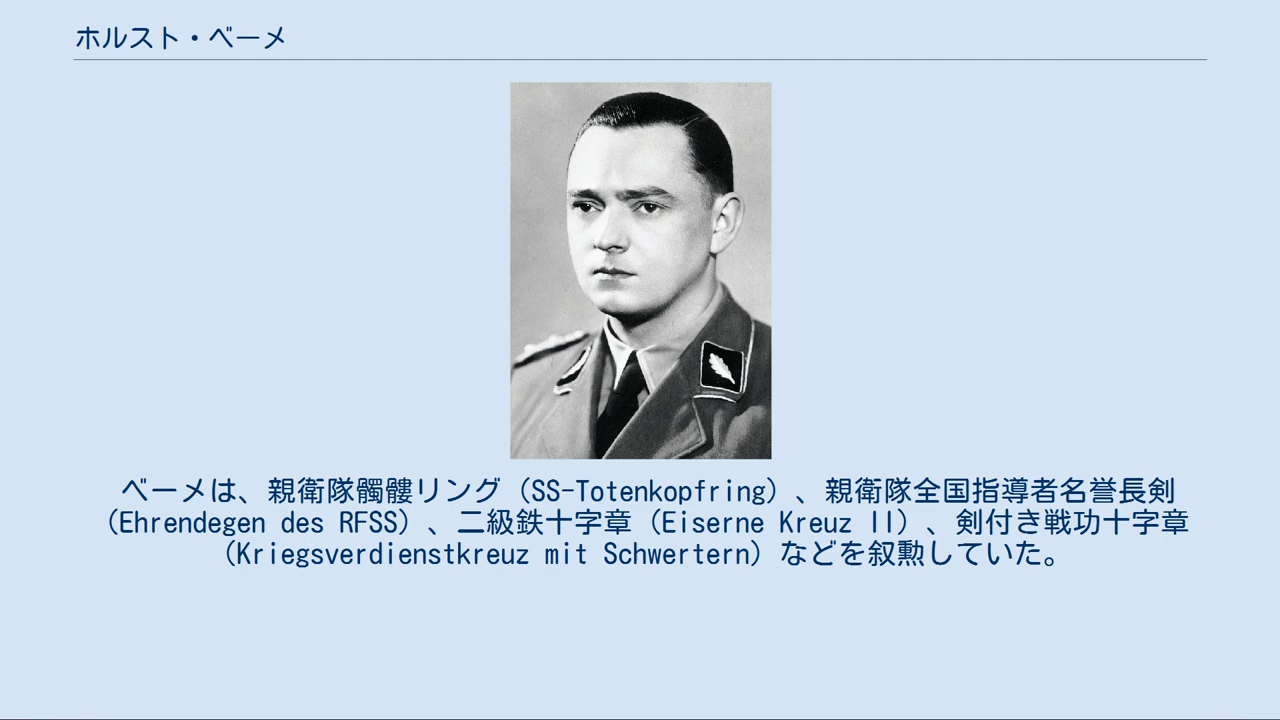 ホルスト・ベーメ
ベーメは、親衛隊髑髏リング（SS-Totenkopfring）、親衛隊全国指導者名誉長剣
（Ehrendegen des RFSS）、二級鉄十字章（Eiserne Kreuz II）、剣付き戦功十字章
（Kriegsverdienstkreuz mit Schwertern）などを叙勲していた。